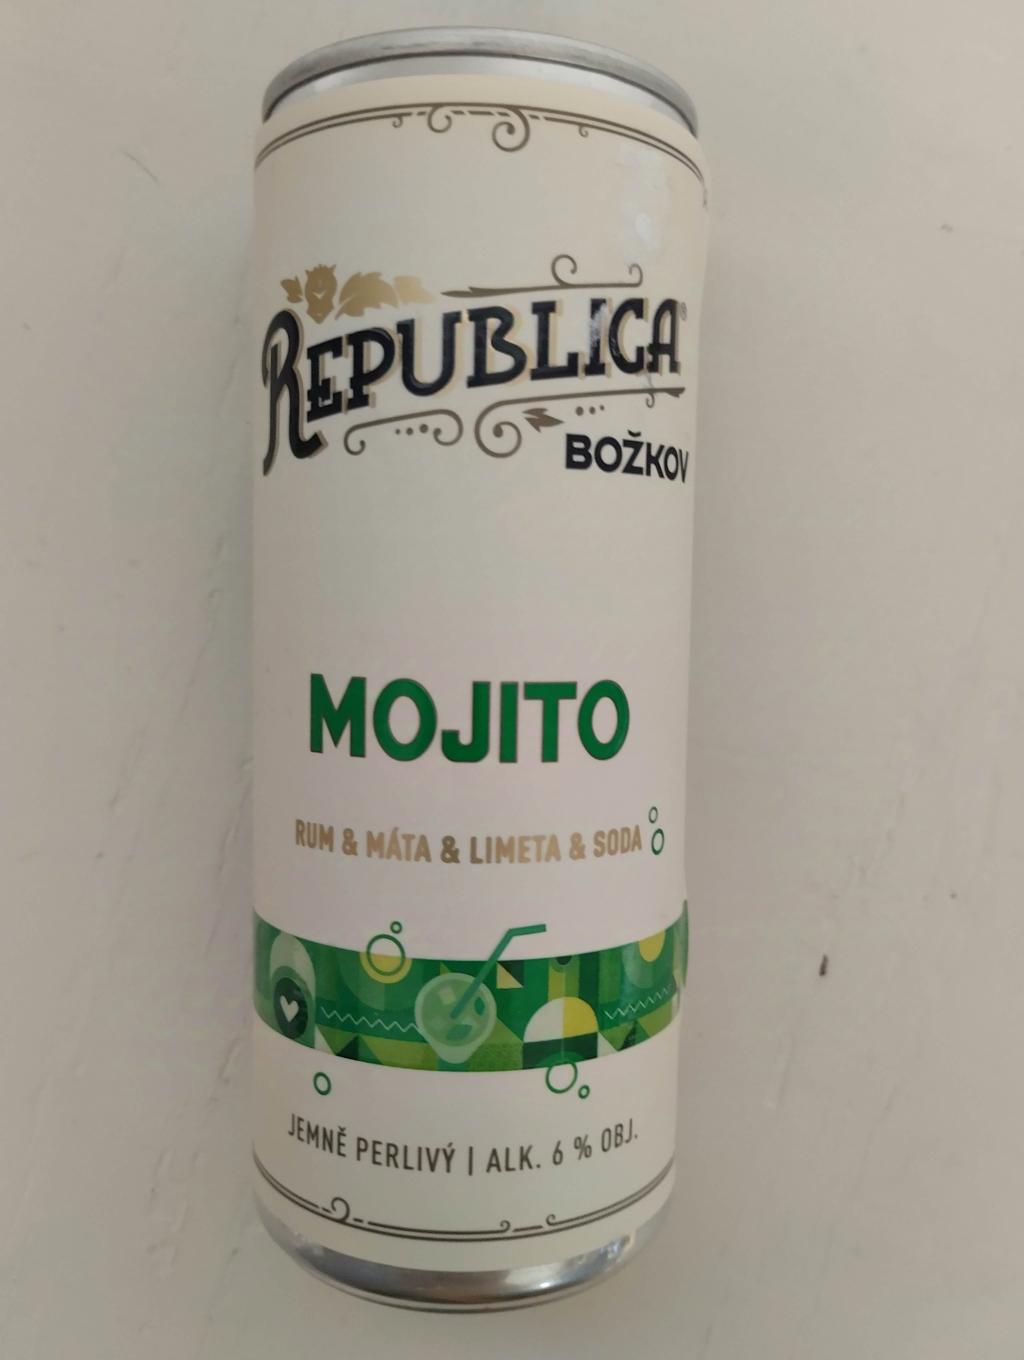 REPUBLICA®
BOŽKOV
MOJITO
RUM & MÁTA & LIMETA & SODA
JEMNĚ PERLIVÝ | ALK. 6 % OBJ.